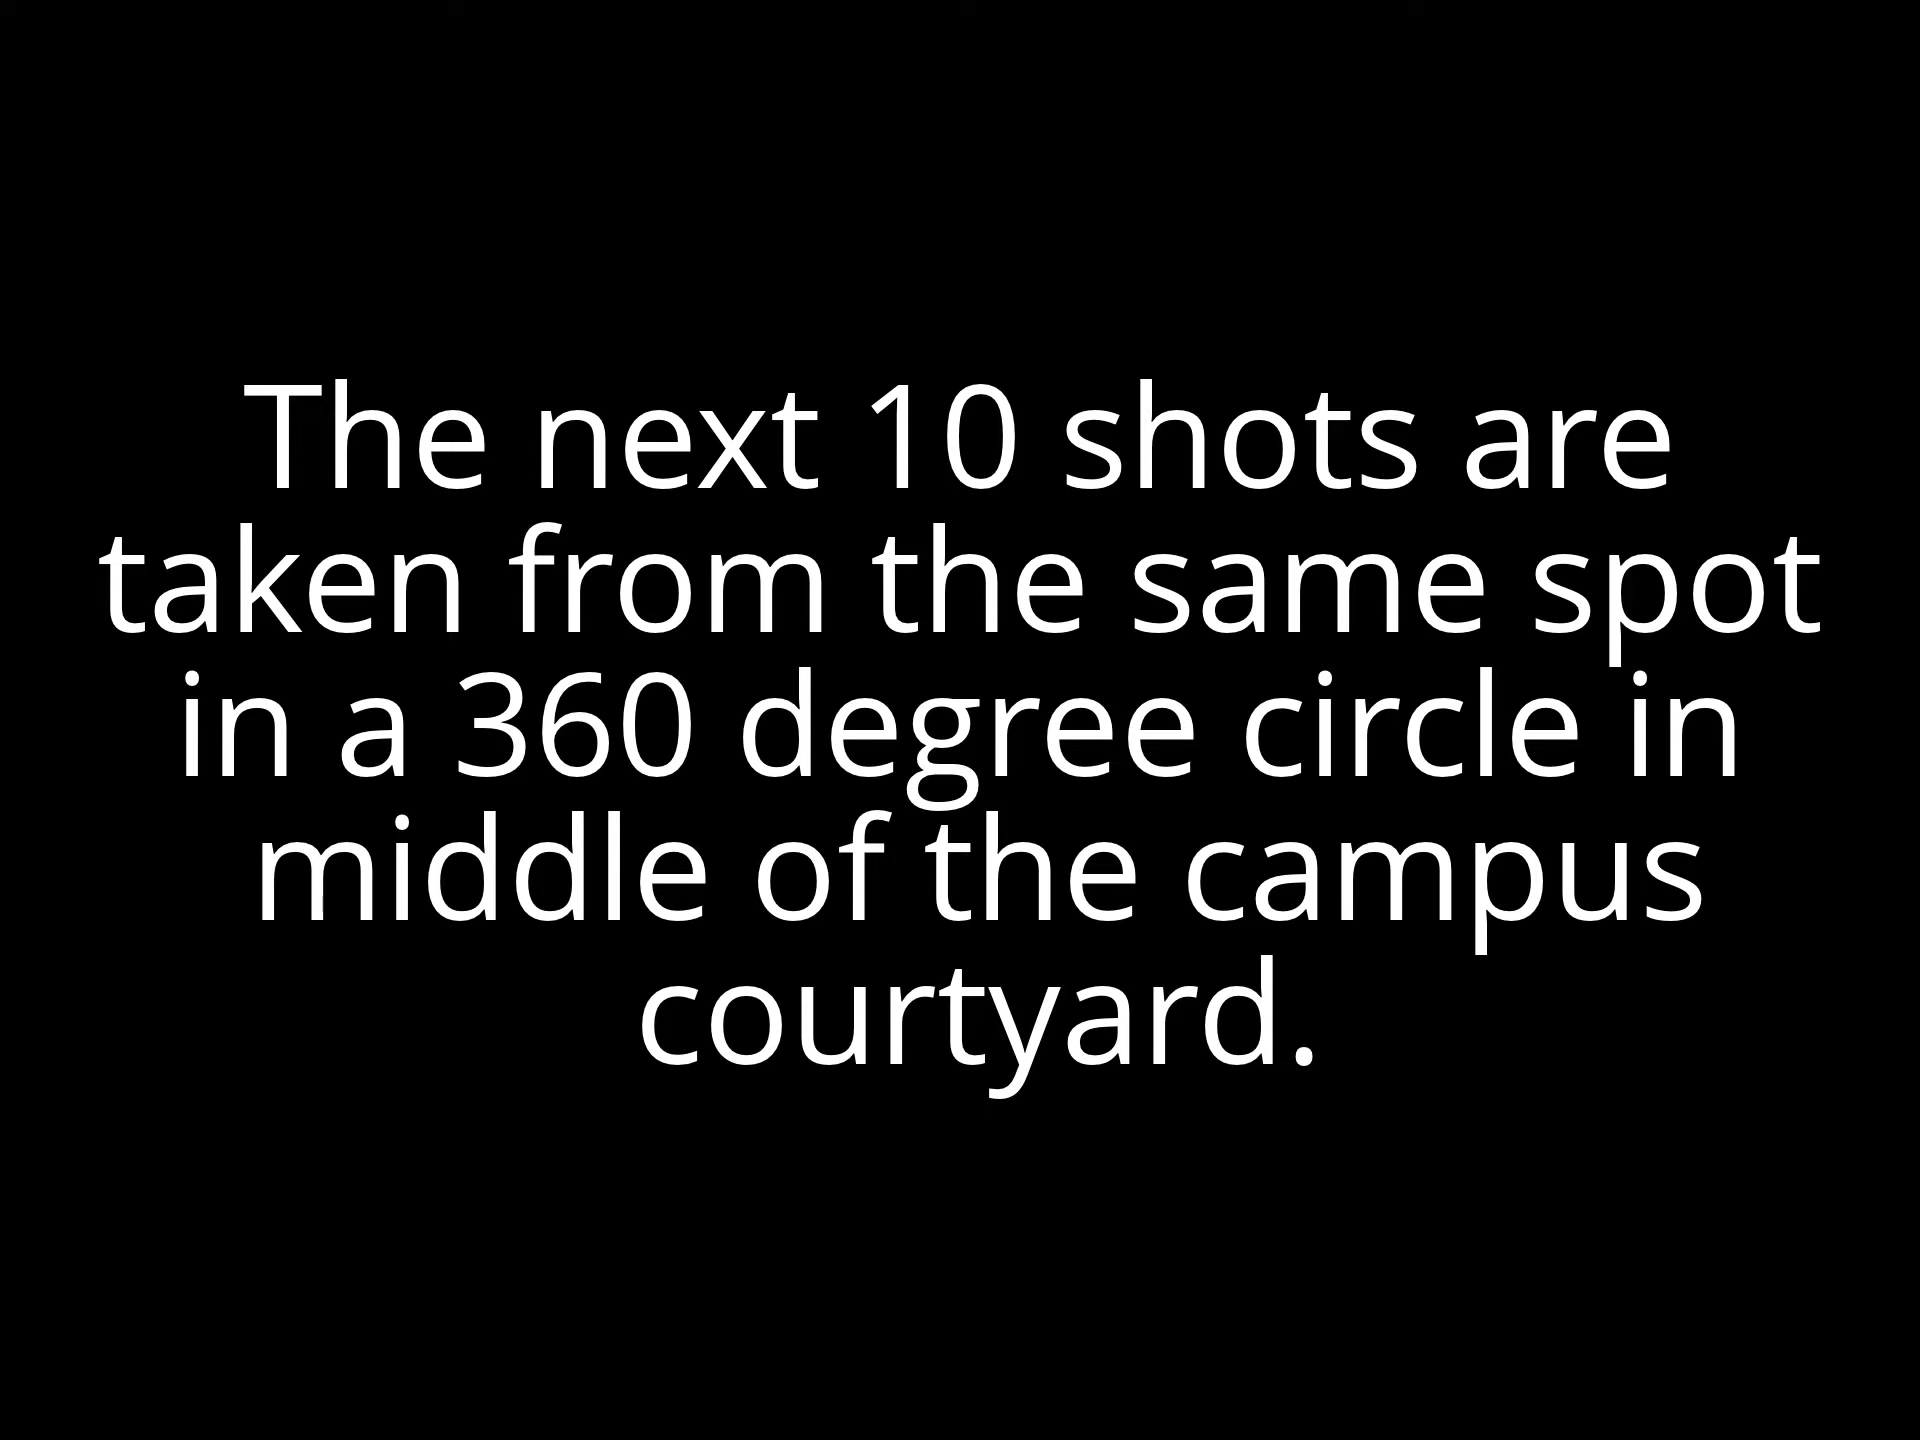 The next 10 shots are
taken from the same spot
in a 360 degree circle in
middle of the campus
courtyard.